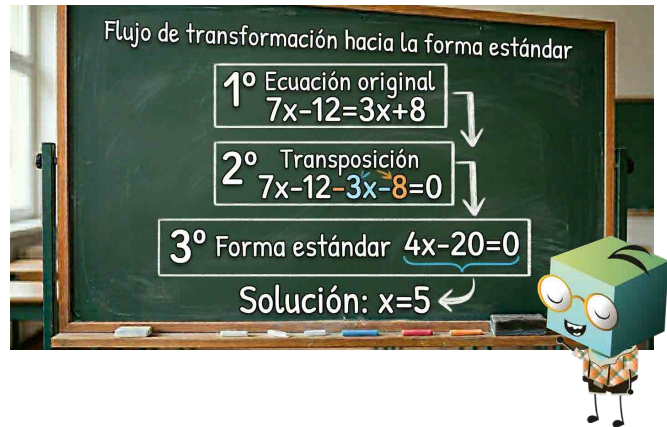 Flujo de transformación hacia la forma estándar
1º Ecuación original
7x-12=3x+8
2º Transposición
7x-12-3x-8=0
3º Forma estándar 4x-20=0
Solución: x=5